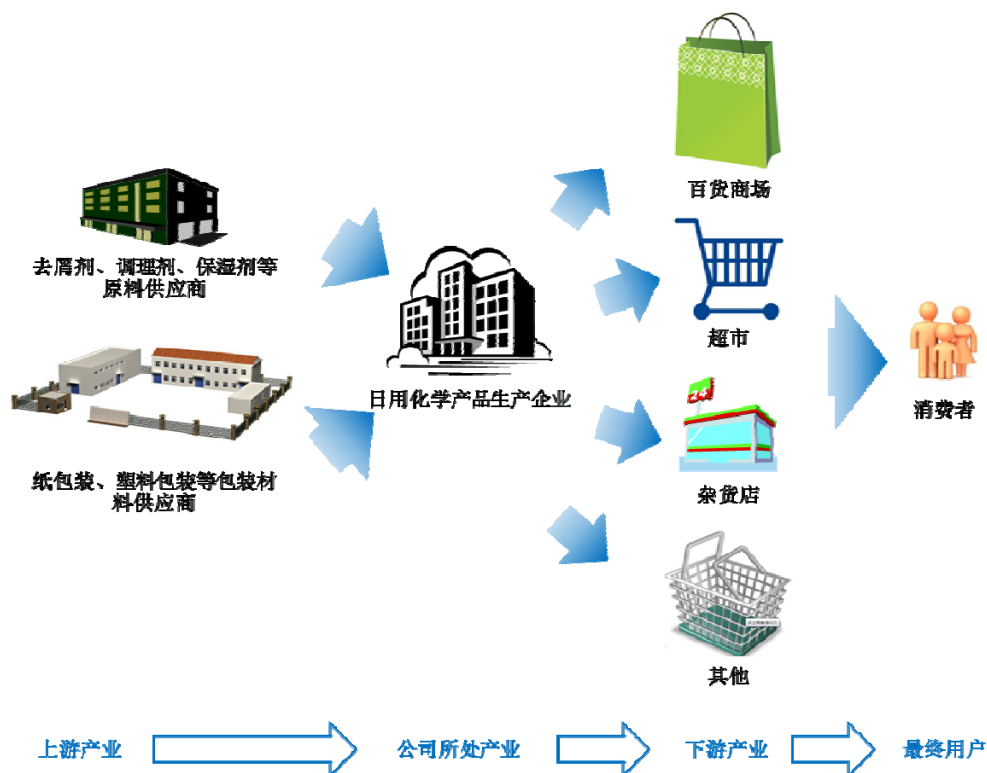 百货商场
去屑剂、调理剂、保湿剂等
原料供应商
超市
日用化学产品生产企业
消费者
纸包装、塑料包装等包装材
料供应商
杂货店
其他
上游产业
公司所处产业
下游产业
最终用户